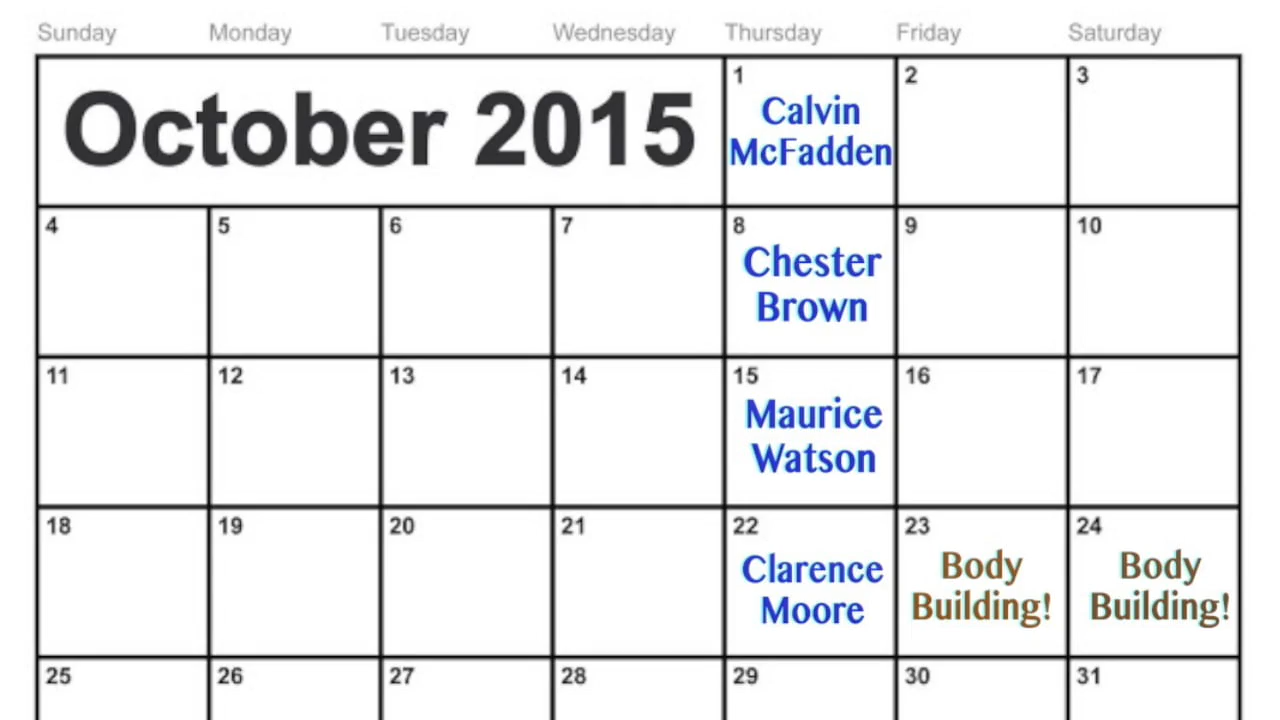 Sunday Monday Tuesday Wednesday Thursday Friday Saturday
October 2015
1 2 3
Calvin
McFadden
4 5 6 7 8 9 10
Chester
Brown
11 12 13 14 15 16 17
Maurice
Watson
18 19 20 21 22 23 24
Clarence Body Body
Moore Building! Building!
25 26 27 28 29 30 31